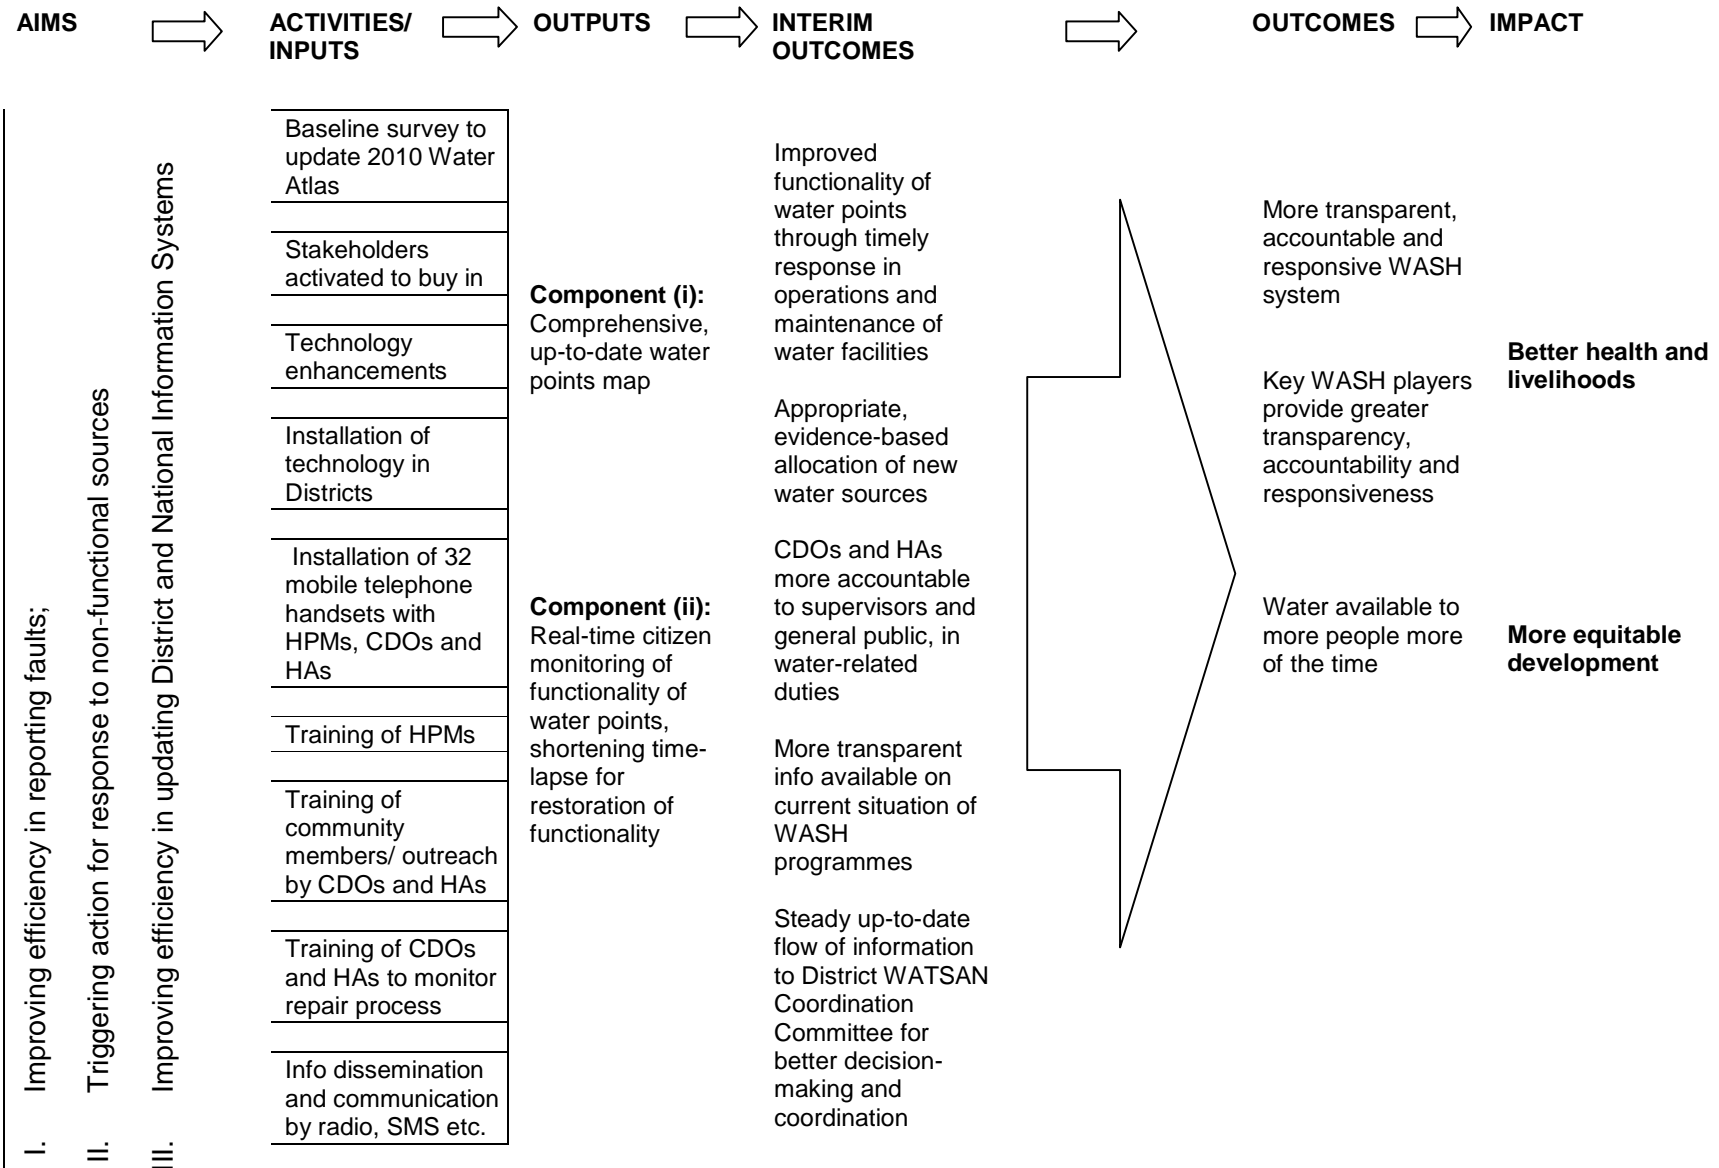 AIMS
ACTIVITIES/
INPUTS
OUTPUTS
INTERIM
OUTCOMES
OUTCOMES
IMPACT
I. Improving efficiency in reporting faults;
II. Triggering action for response to non-functional sources
III. Improving efficiency in updating District and National Information Systems
Baseline survey to
update 2010 Water
Atlas
Stakeholders
activated to buy in
Technology
enhancements
Installation of
technology in
Districts
Installation of 32
mobile telephone
handsets with
HPMs, CDOs and
HAs
Training of HPMs
Training of
community
members/ outreach
by CDOs and HAs
Training of CDOs
and HAs to monitor
repair process
Info dissemination
and communication
by radio, SMS etc.
Component (i):
Comprehensive,
up-to-date water
points map
Component (ii):
Real-time citizen
monitoring of
functionality of
water points,
shortening time-
lapse for
restoration of
functionality
Improved
functionality of
water points
through timely
response in
operations and
maintenance of
water facilities
Appropriate,
evidence-based
allocation of new
water sources
CDOs and HAs
more accountable
to supervisors and
general public, in
water-related
duties
More transparent
info available on
current situation of
WASH
programmes
Steady up-to-date
flow of information
to District WATSAN
Coordination
Committee for
better decision-
making and
coordination
More transparent,
accountable and
responsive WASH
system
Key WASH players
provide greater
transparency,
accountability and
responsiveness
Water available to
more people more
of the time
Better health and
livelihoods
More equitable
development